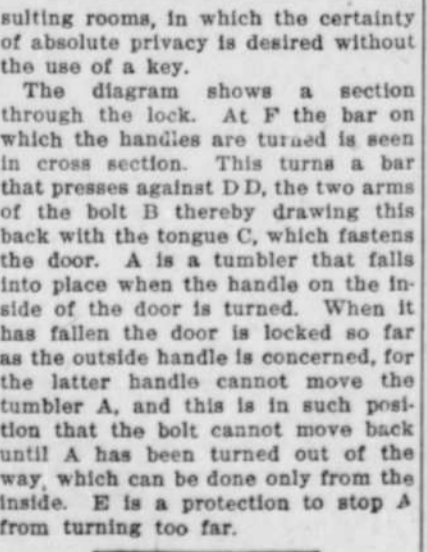 sulting rooms, in which the certainty
of absolute privacy is desired without
the use of a key.
The diagram shows a section
through the lock. At F the bar on
which the handles are turned is seen
in cross section. This turns a bar
that presses against D D, the two arms
of the bolt B thereby drawing this
back with the tongue C, which fastens
the door. A is a tumbler that falls
into place when the handle on the in-
side of the door is turned. When it
has fallen the door is locked so far
as the outside handle is concerned, for
the latter handle cannot move the
tumbler A, and this is in such posi-
tion that the bolt cannot move back
until A has been turned out of the
way, which can be done only from the
inside. E is a protection to stop A
from turning too far.